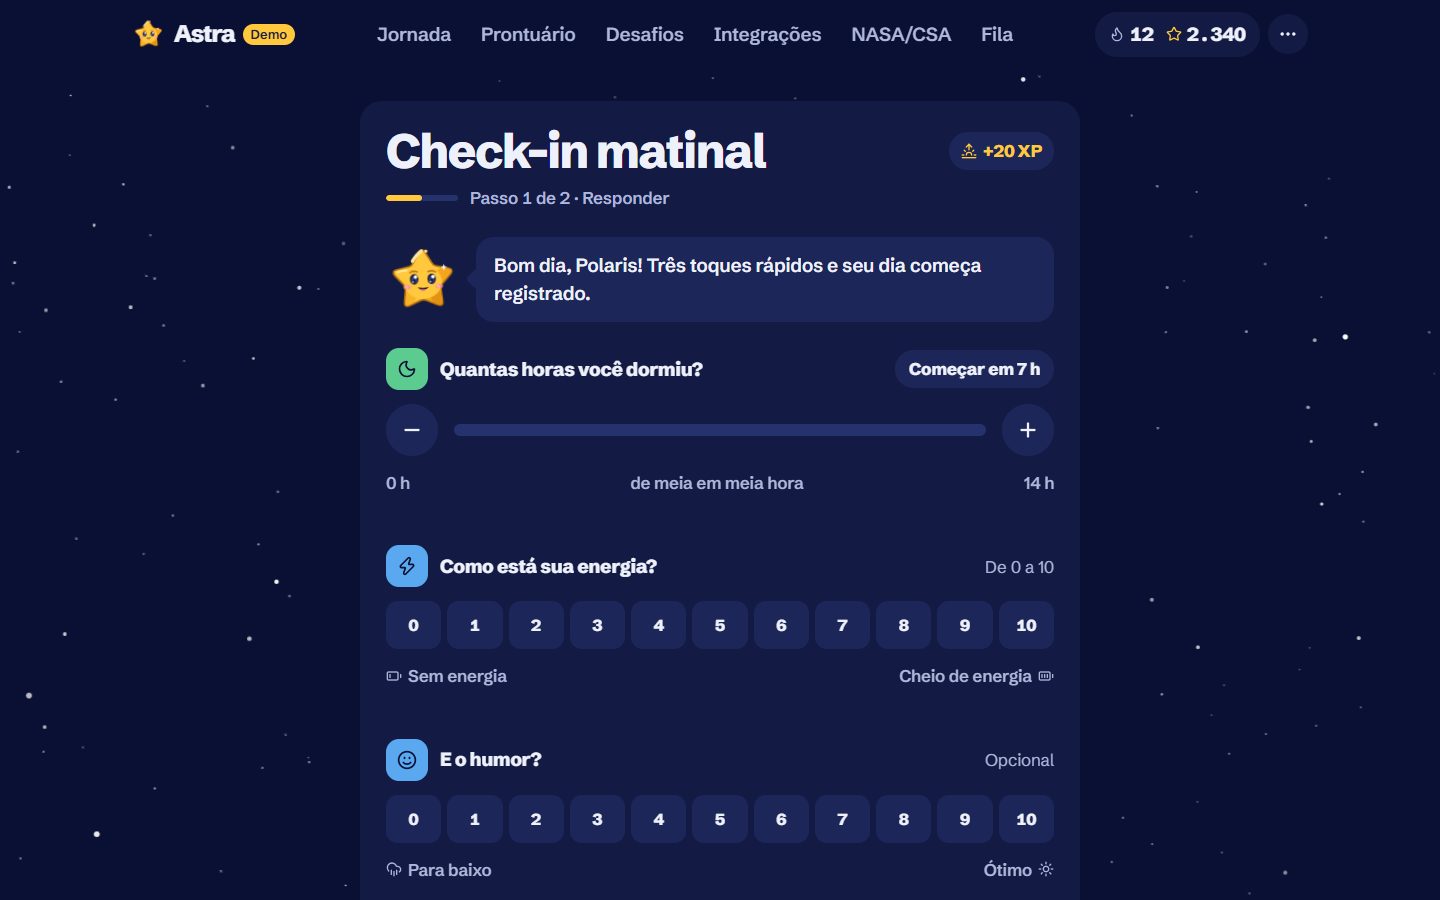 Astra Demo Jornada Prontuário Desafios Integrações NASA/CSA Fila 12 2.340
Check-in matinal +20 XP
Passo 1 de 2 · Responder
Bom dia, Polaris! Três toques rápidos e seu dia começa
registrado.
Quantas horas você dormiu? Começar em 7 h
0 h de meia em meia hora 14 h
Como está sua energia? De 0 a 10
0 1 2 3 4 5 6 7 8 9 10
Sem energia Cheio de energia
E o humor? Opcional
0 1 2 3 4 5 6 7 8 9 10
Para baixo Ótimo